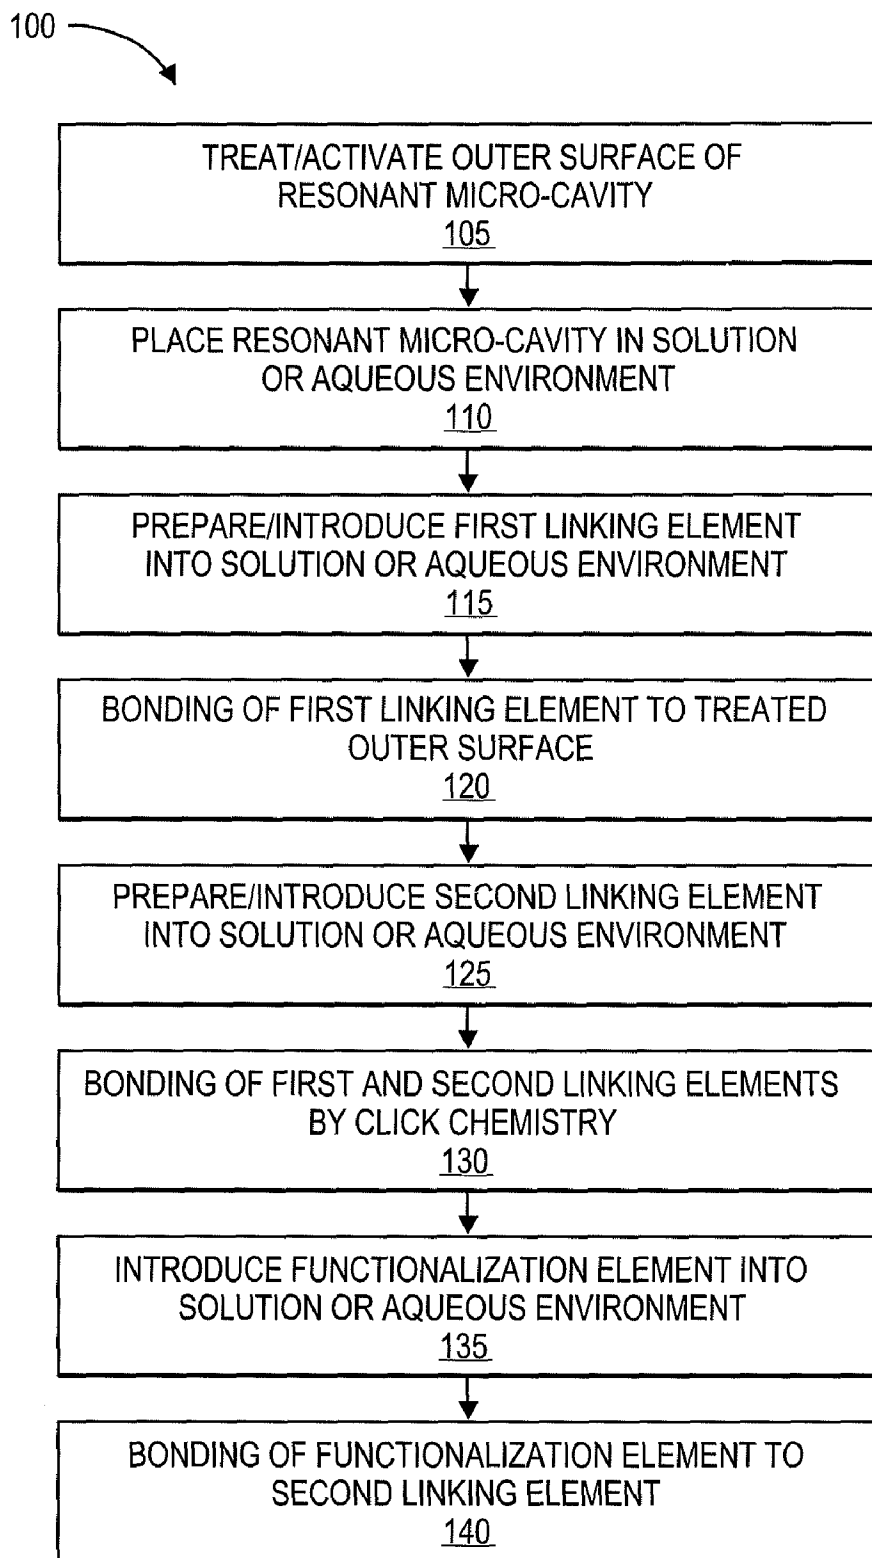 100
TREAT/ACTIVATE OUTER SURFACE OF
RESONANT MICRO-CAVITY
105
PLACE RESONANT MICRO-CAVITY IN SOLUTION
OR AQUEOUS ENVIRONMENT
110
PREPARE/INTRODUCE FIRST LINKING ELEMENT
INTO SOLUTION OR AQUEOUS ENVIRONMENT
115
BONDING OF FIRST LINKING ELEMENT TO TREATED
OUTER SURFACE
120
PREPARE/INTRODUCE SECOND LINKING ELEMENT
INTO SOLUTION OR AQUEOUS ENVIRONMENT
125
BONDING OF FIRST AND SECOND LINKING ELEMENTS
BY CLICK CHEMISTRY
130
INTRODUCE FUNCTIONALIZATION ELEMENT INTO
SOLUTION OR AQUEOUS ENVIRONMENT
135
BONDING OF FUNCTIONALIZATION ELEMENT TO
SECOND LINKING ELEMENT
140